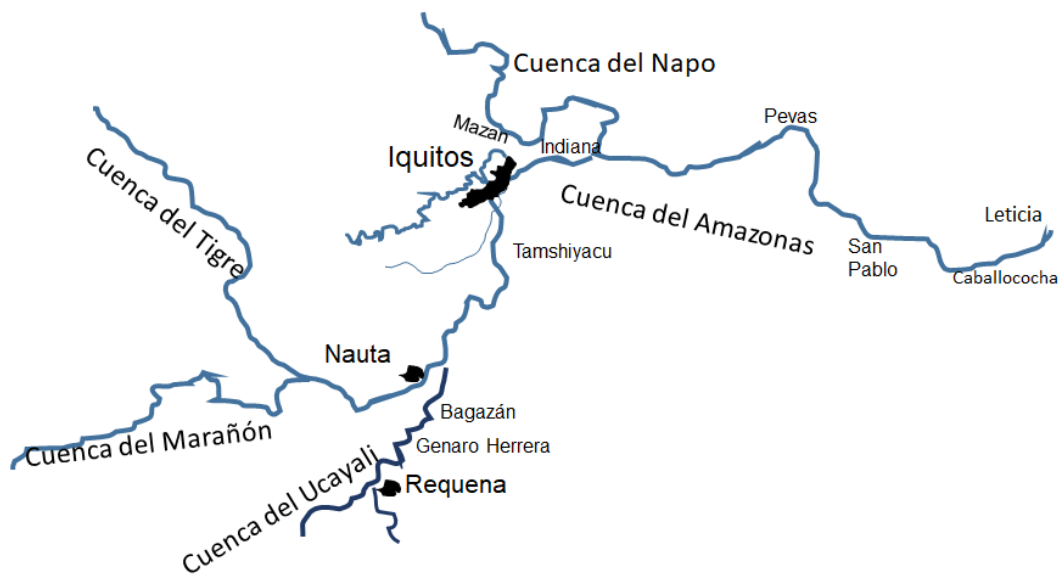 Cuenca del Napo
Mazan
Indiana
Pevas
Iquitos
Cuenca del Tigre
Cuenca del Amazonas
Leticia
Tamshiyacu
San
Pablo
Caballococha
Nauta
Bagazán
Cuenca del Marañón
Genaro Herrera
Cuenca del Ucayali
Requena